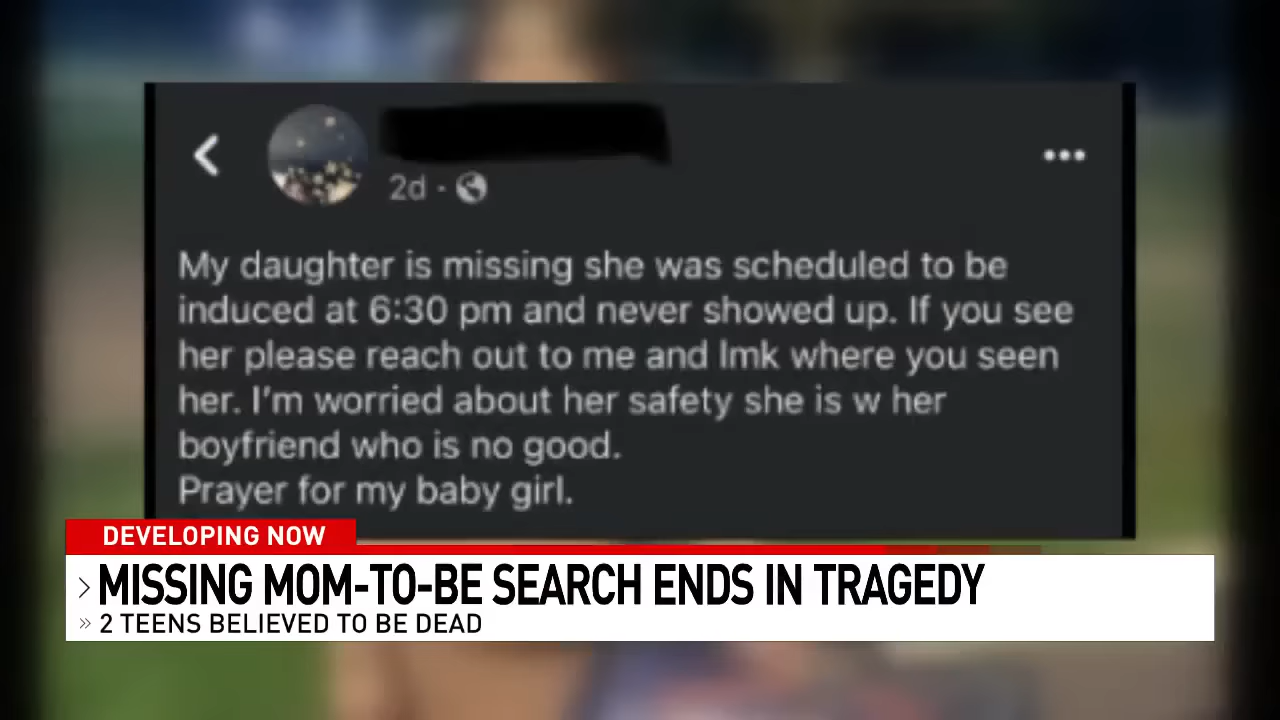 2d ·
My daughter is missing she was scheduled to be
induced at 6:30 pm and never showed up. If you see
her please reach out to me and lmk where you seen
her. I'm worried about her safety she is w her
boyfriend who is no good.
Prayer for my baby girl.
DEVELOPING NOW
MISSING MOM-TO-BE SEARCH ENDS IN TRAGEDY
2 TEENS BELIEVED TO BE DEAD